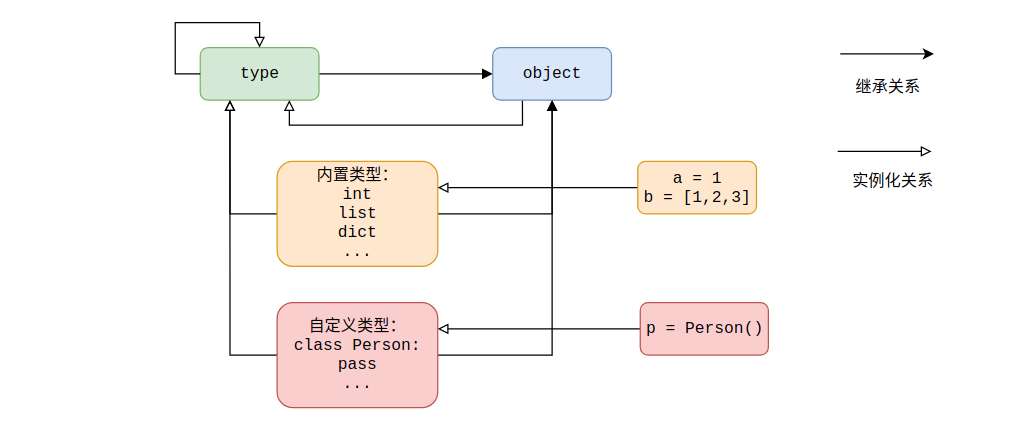 type
object
继承关系
实例化关系
内置类型：
int
list
dict
...
a = 1
b = [1,2,3]
自定义类型：
class Person:
pass
...
p = Person()